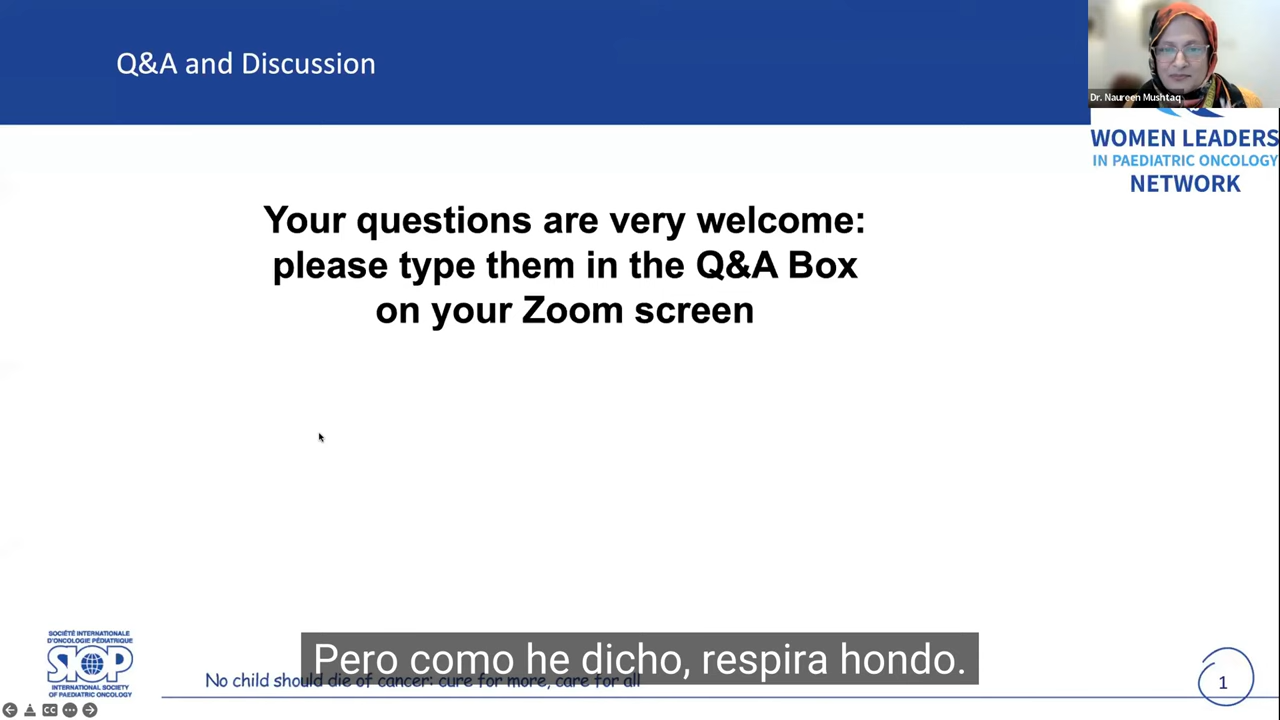 Q&A and Discussion
Dr. Naureen Mushtaq
WOMEN LEADERS
IN PAEDIATRIC ONCOLOGY
NETWORK
Your questions are very welcome:
please type them in the Q&A Box
on your Zoom screen
SOCIÉTÉ INTERNATIONALE
D'ONCOLOGIE PÉDIATRIQUE
SIOP
INTERNATIONAL SOCIETY
OF PAEDIATRIC ONCOLOGY
Pero como he dicho, respira hondo.
No child should die of cancer: cure for more, care for all
1
CC